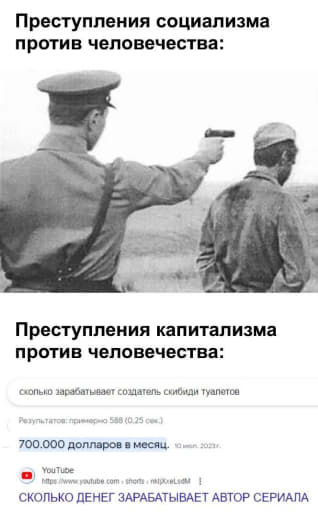 Преступления социализма
против человечества:
Преступления капитализма
против человечества:
сколько зарабатывает создатель скибиди туалетов
Результатов: примерно 588 (0,25 сек.)
700.000 долларов в месяц. 10 июл. 2023 г.
YouTube
https://www.youtube.com › shorts ›
СКОЛЬКО ДЕНЕГ ЗАРАБАТЫВАЕТ АВТОР СЕРИАЛА